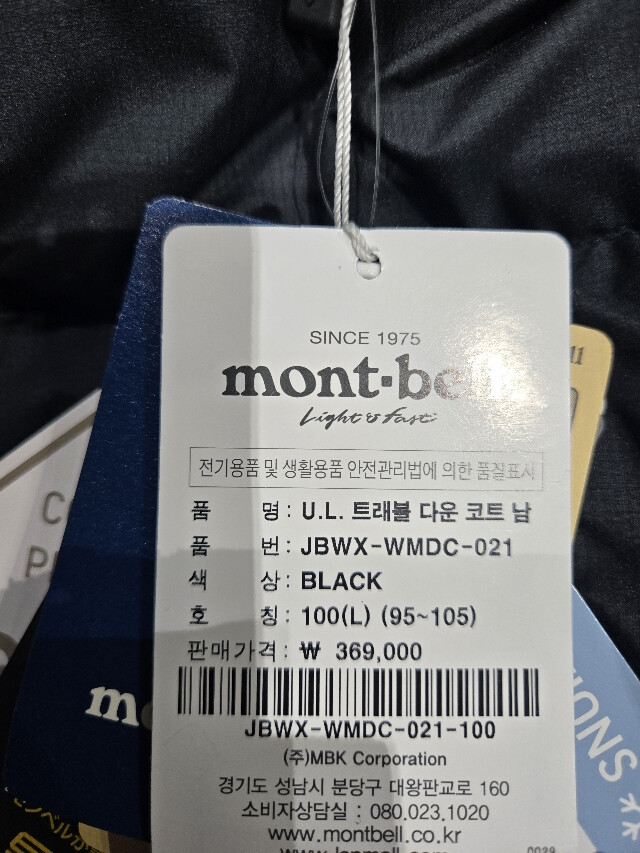 SINCE 1975
mont-bell
Light & Fast
전기용품 및 생활용품 안전관리법에 의한 품질표시
품 명 : U.L. 트래블 다운 코트 남
품 번 : JBWX-WMDC-021
색 상 : BLACK
호 칭 : 100(L) (95~105)
판매가격 : ₩ 369,000
JBWX-WMDC-021-100
(주)MBK Corporation
경기도 성남시 분당구 대왕판교로 160
소비자상담실 : 080.023.1020
www.montbell.co.kr
0029
mo
IONS